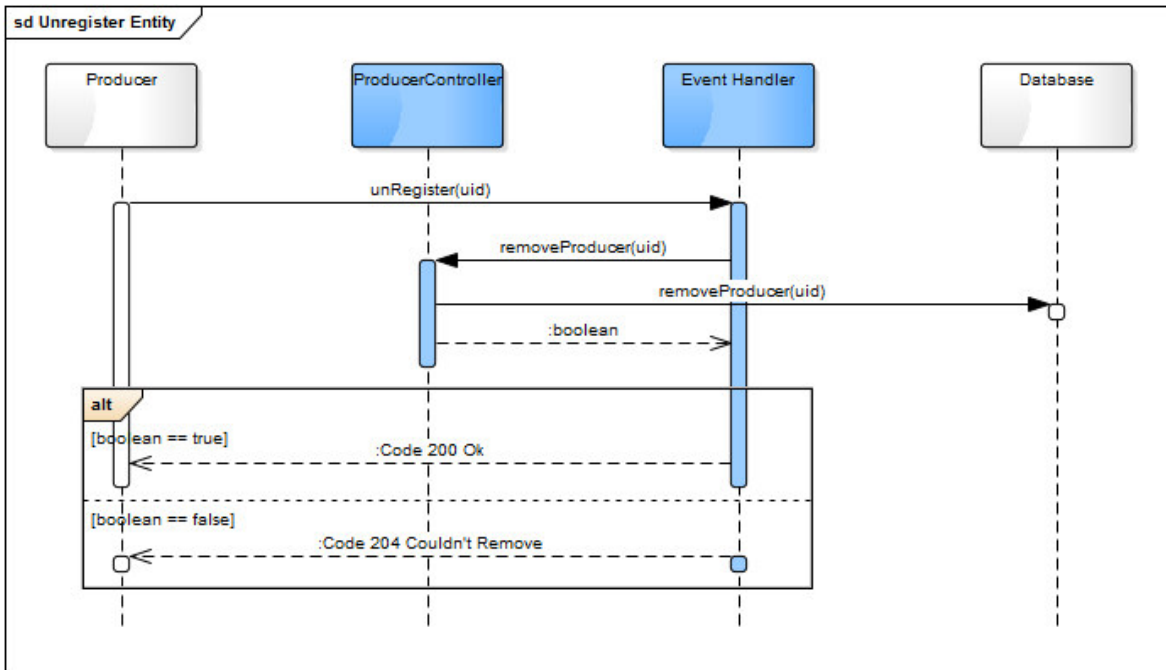 sd Unregister Entity
Producer
ProducerController
Event Handler
Database
unRegister(uid)
removeProducer(uid)
removeProducer(uid)
:boolean
alt
[boolean == true]
:Code 200 Ok
[boolean == false]
:Code 204 Couldn't Remove